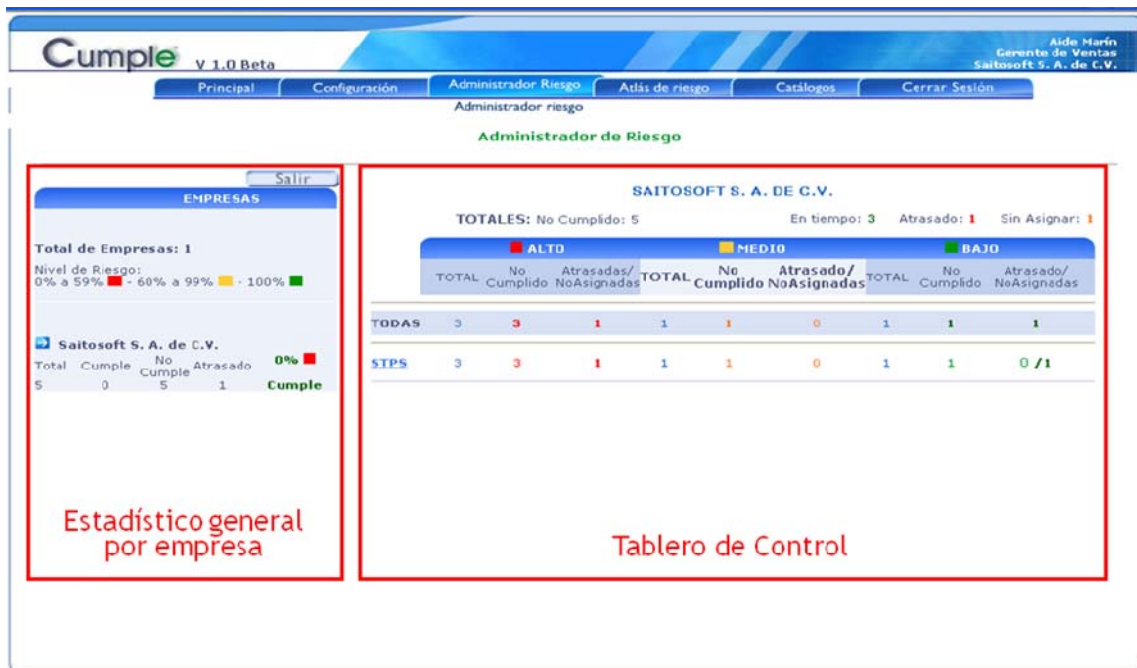 Cumple V 1.0 Beta
Aide Marín
Gerente de Ventas
Saitosoft S. A. de C.V.
Principal Configuración Administrador Riesgo Atlás de riesgo Catálogos Cerrar Sesión
Administrador riesgo
Administrador de Riesgo
Salir
EMPRESAS
Total de Empresas: 1
Nivel de Riesgo:
0% a 59% - 60% a 99% - 100%
Saitosoft S. A. de C.V.
Total Cumple No Cumple Atrasado 0%
5 0 5 1 Cumple
Estadístico general
por empresa
SAITOSOFT S. A. DE C.V.
TOTALES: No Cumplido: 5 En tiempo: 3 Atrasado: 1 Sin Asignar: 1
ALTO MEDIO BAJO
TOTAL No Cumplido Atrasadas/NoAsignadas TOTAL No Cumplido Atrasado/NoAsignadas TOTAL No Cumplido Atrasado/NoAsignadas
TODAS 3 3 1 1 1 0 1 1 1
STPS 3 3 1 1 1 0 1 1 0 /1
Tablero de Control